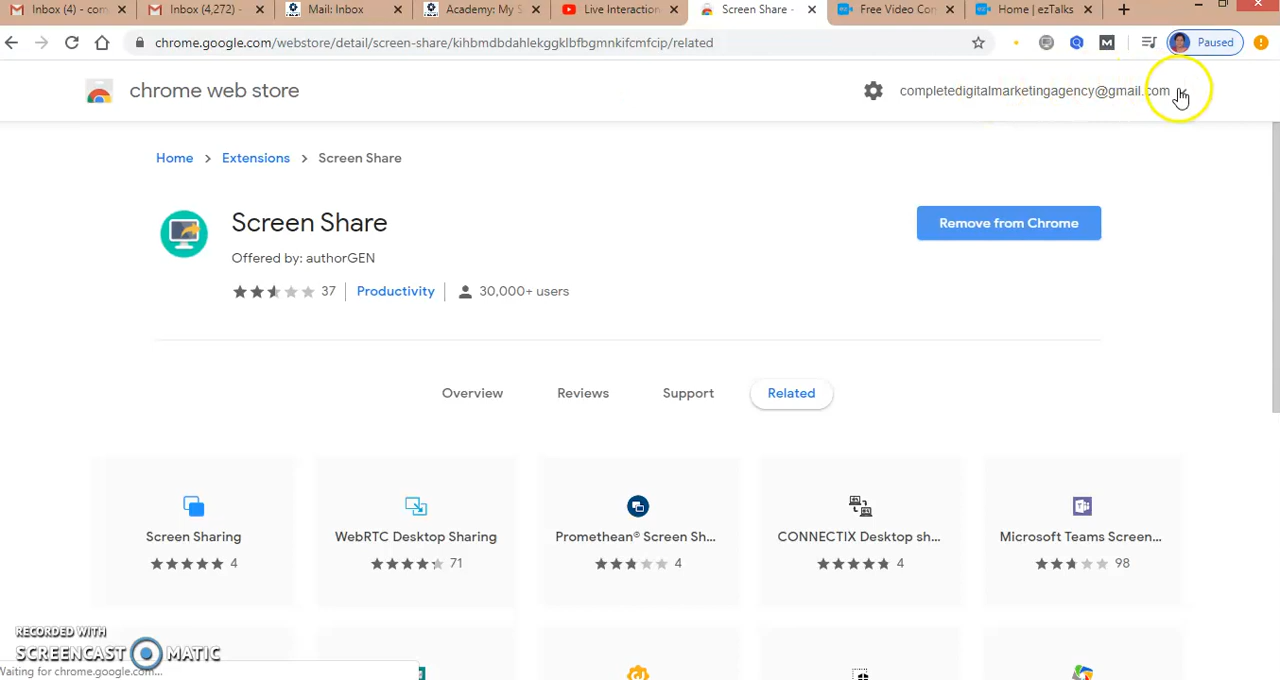 Inbox (4) - com
Inbox (4,272) -
Mail: Inbox
Academy: My S
Live Interaction
Screen Share -
Free Video Con
Home | ezTalks
chrome.google.com/webstore/detail/screen-share/kihbmdbdahlekggklbfbgmnkifcmfcip/related
M
Paused
chrome web store
completedigitalmarketingagency@gmail.com
Home > Extensions > Screen Share
Screen Share
Remove from Chrome
Offered by: authorGEN
37 | Productivity | 30,000+ users
Overview
Reviews
Support
Related
Screen Sharing
WebRTC Desktop Sharing
Promethean® Screen Sh...
CONNECTIX Desktop sh...
Microsoft Teams Screen...
4
71
4
4
98
RECORDED WITH
SCREENCAST MATIC
Waiting for chrome.google.com...